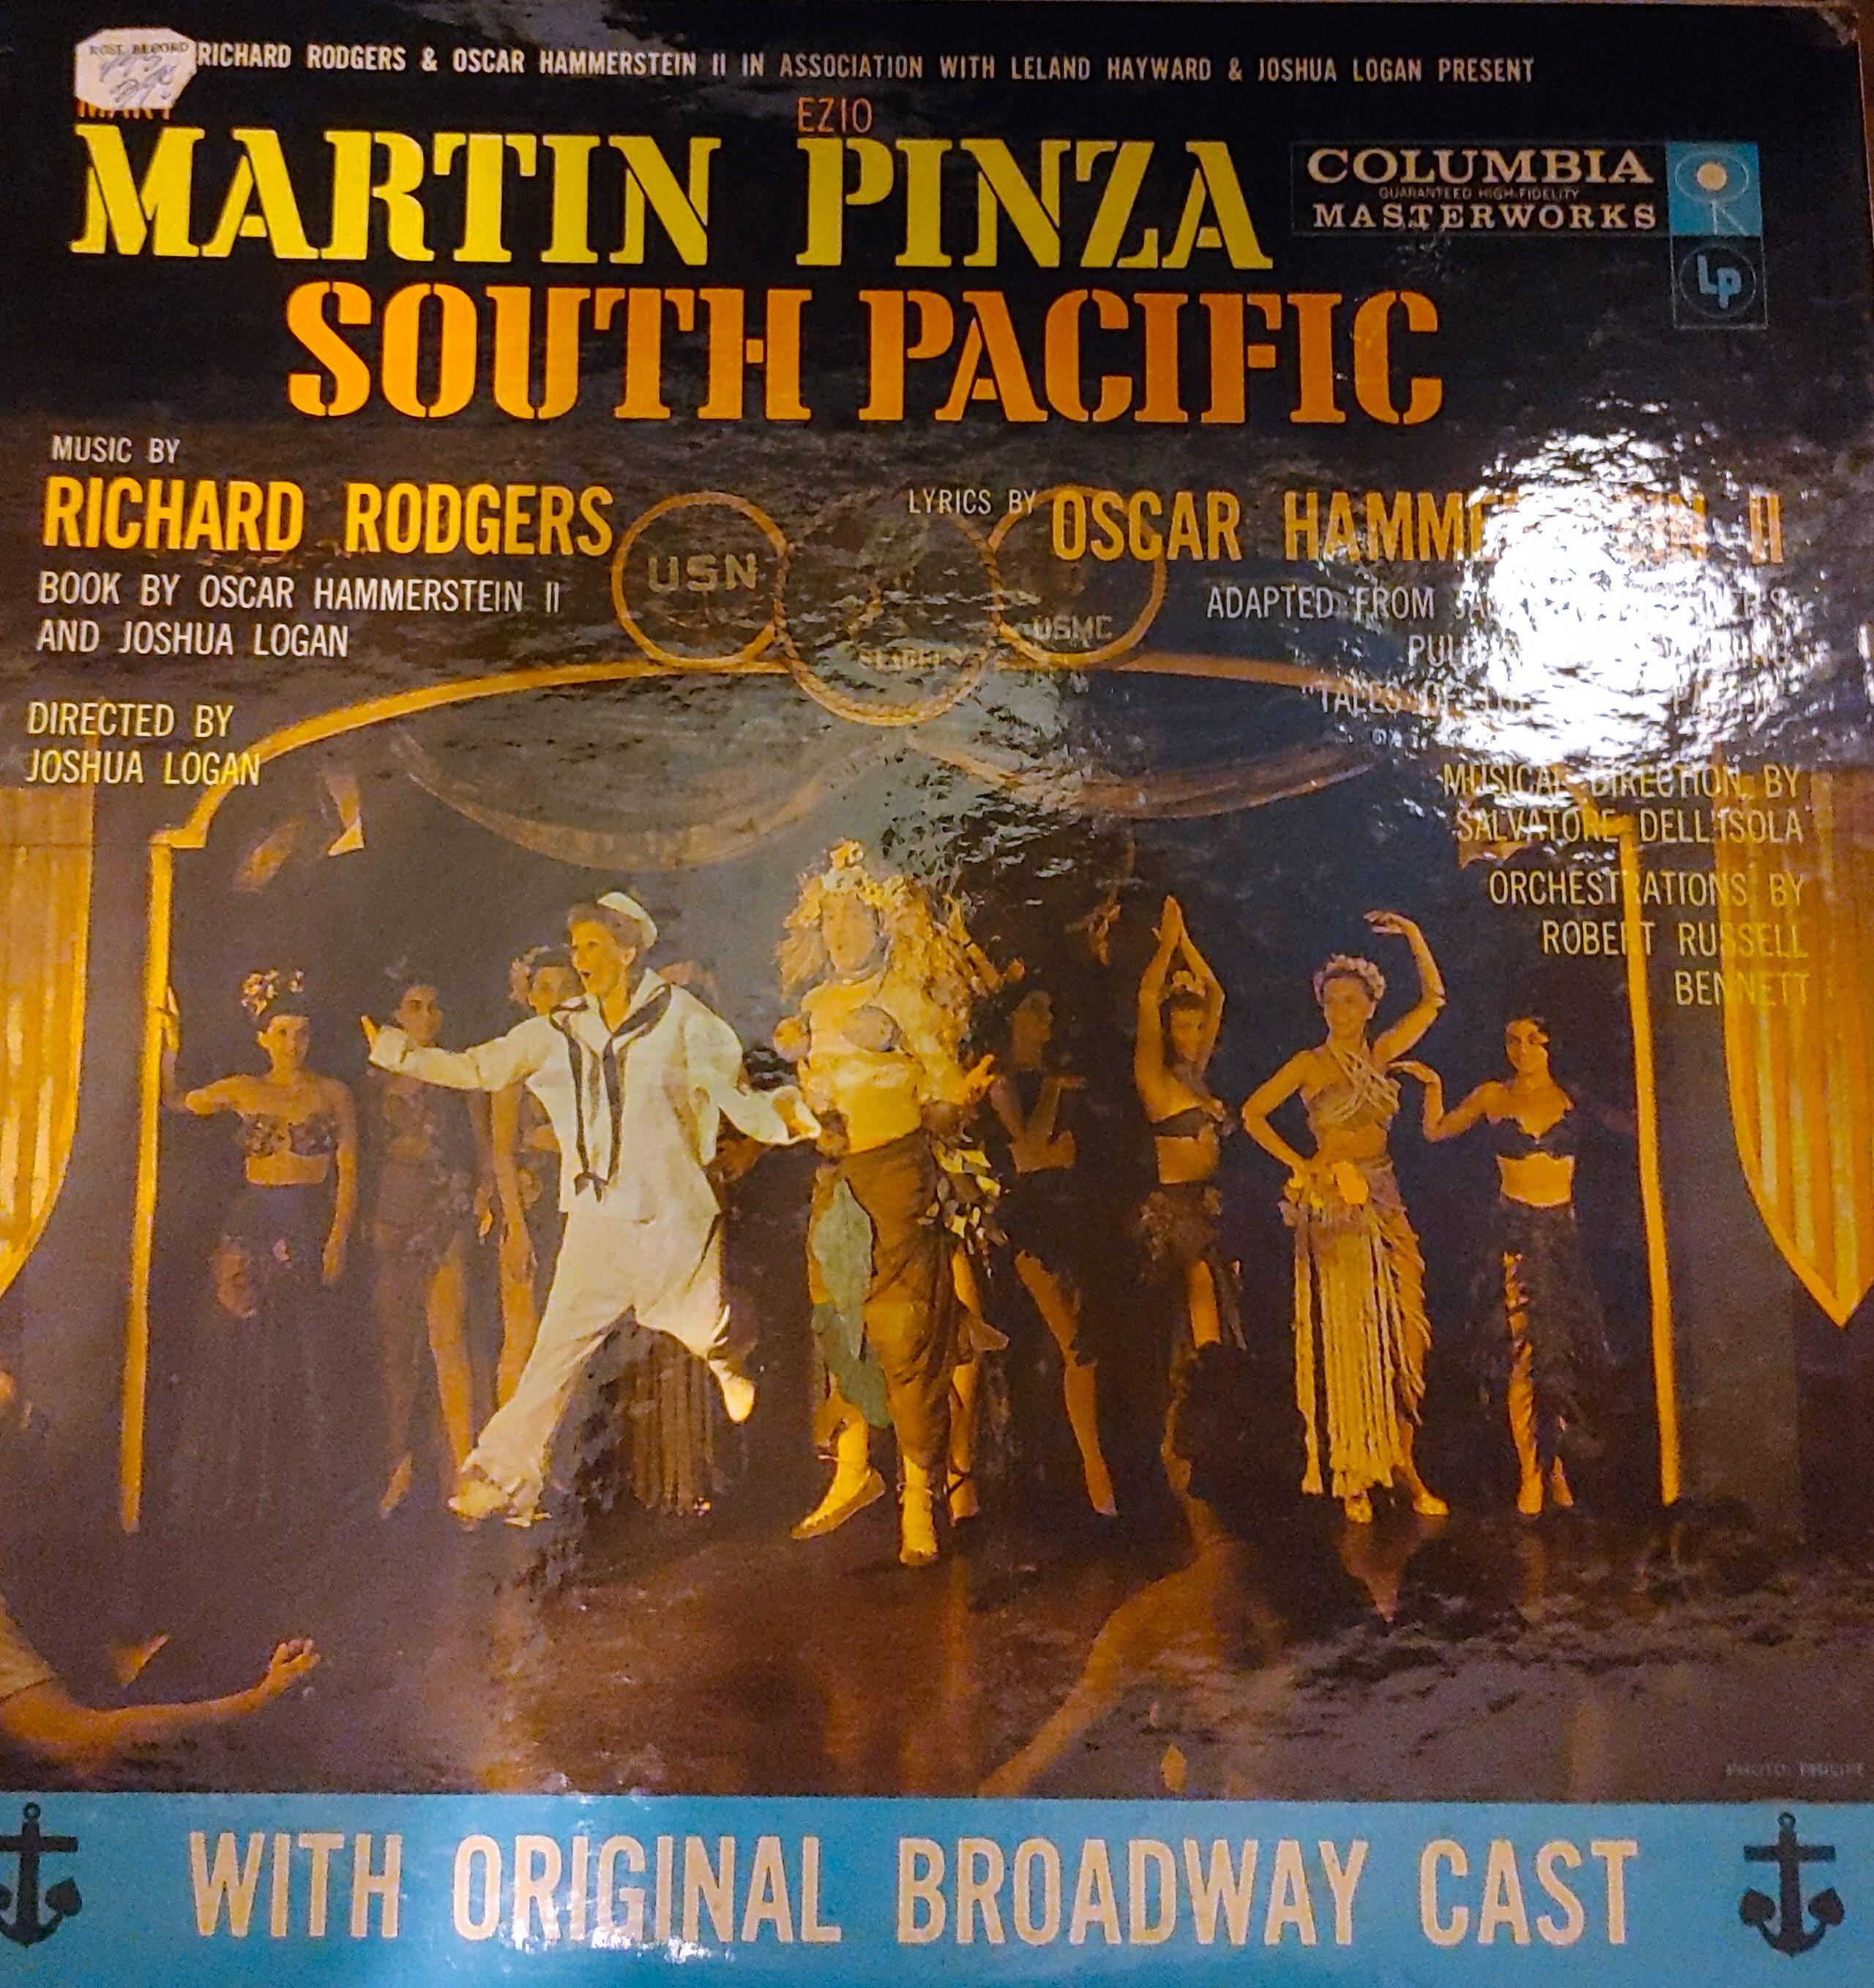 RICHARD RODGERS & OSCAR HAMMERSTEIN II IN ASSOCIATION WITH LELAND HAYWARD & JOSHUA LOGAN PRESENT
EZIO
MARTIN PINZA
SOUTH PACIFIC
COLUMBIA
GUARANTEED HIGH-FIDELITY
MASTERWORKS
Lp
MUSIC BY
RICHARD RODGERS
BOOK BY OSCAR HAMMERSTEIN II
AND JOSHUA LOGAN
DIRECTED BY
JOSHUA LOGAN
USN
USMC
LYRICS BY OSCAR II
ADAPTED FROM
MUSICAL DIRECTION BY
SALVATORE DELL'ISOLA
ORCHESTRATIONS BY
ROBERT RUSSELL
BENNETT
WITH ORIGINAL BROADWAY CAST